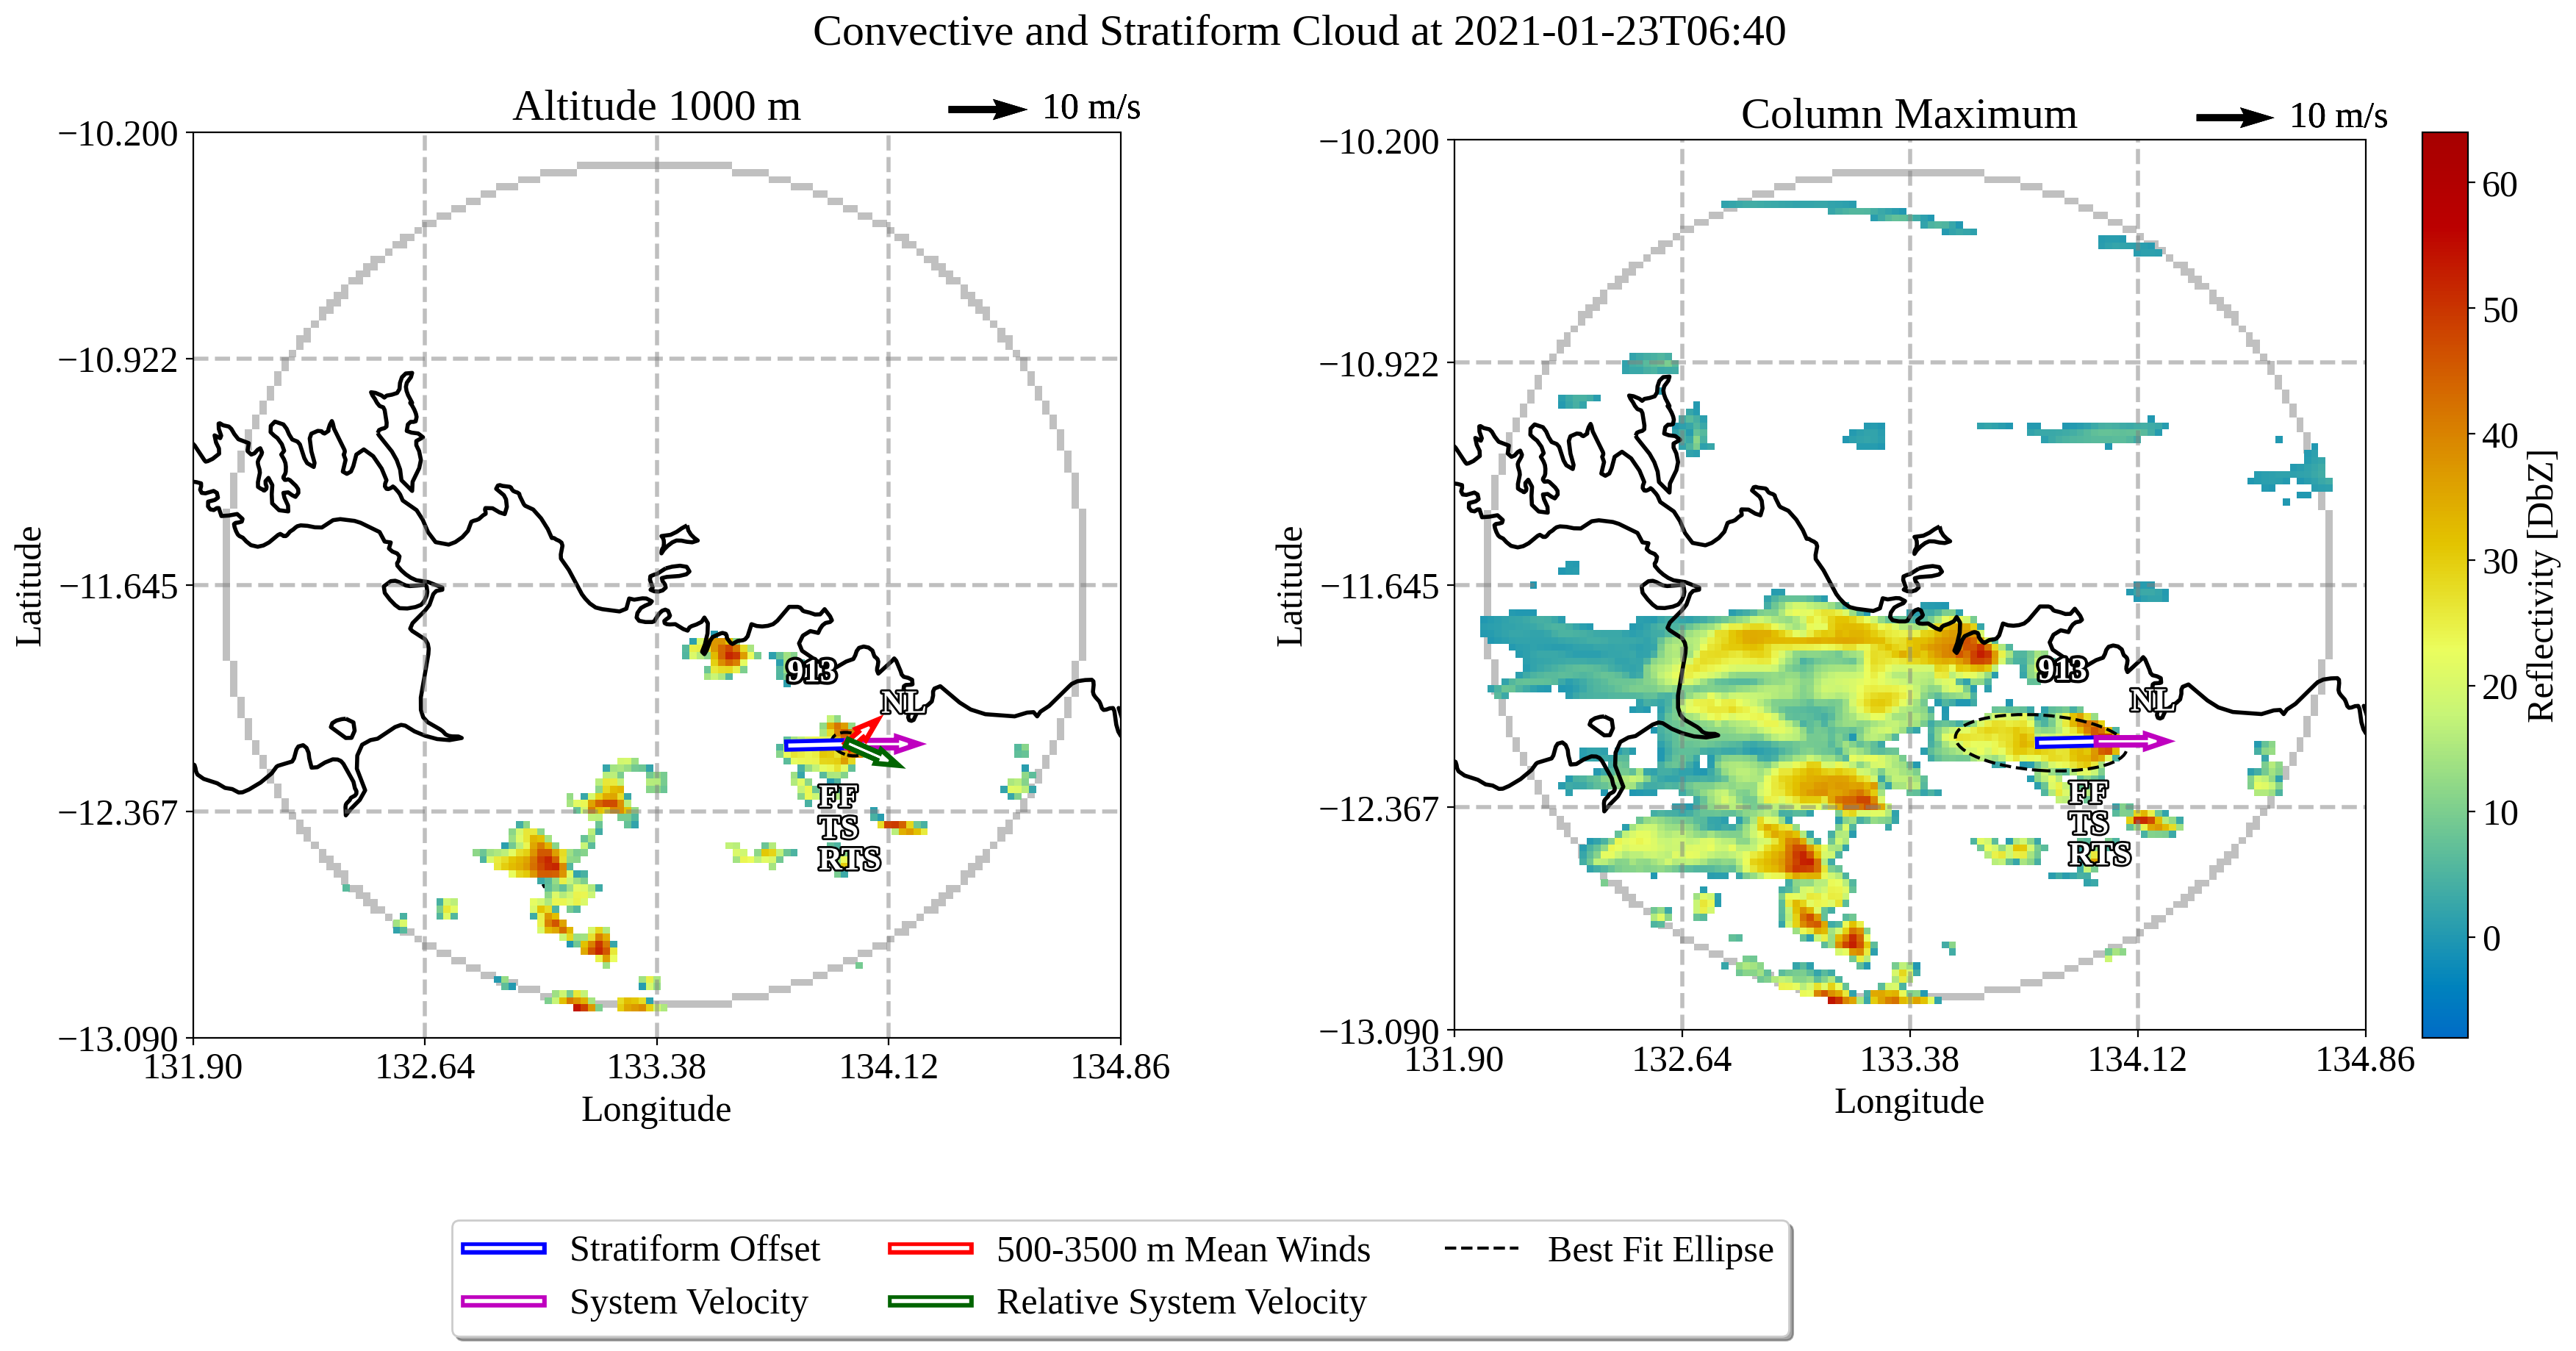 Convective and Stratiform Cloud at 2021-01-23T06:40
Altitude 1000 m
10 m/s
−10.200
−10.922
−11.645
−12.367
−13.090
Latitude
913
NL
FF
TS
RTS
131.90
132.64
133.38
134.12
134.86
Longitude
Column Maximum
10 m/s
−10.200
−10.922
−11.645
−12.367
−13.090
Latitude
913
NL
FF
TS
RTS
131.90
132.64
133.38
134.12
134.86
Longitude
60
50
40
30
20
10
0
Reflectivity [DbZ]
Stratiform Offset
System Velocity
500-3500 m Mean Winds
Relative System Velocity
Best Fit Ellipse